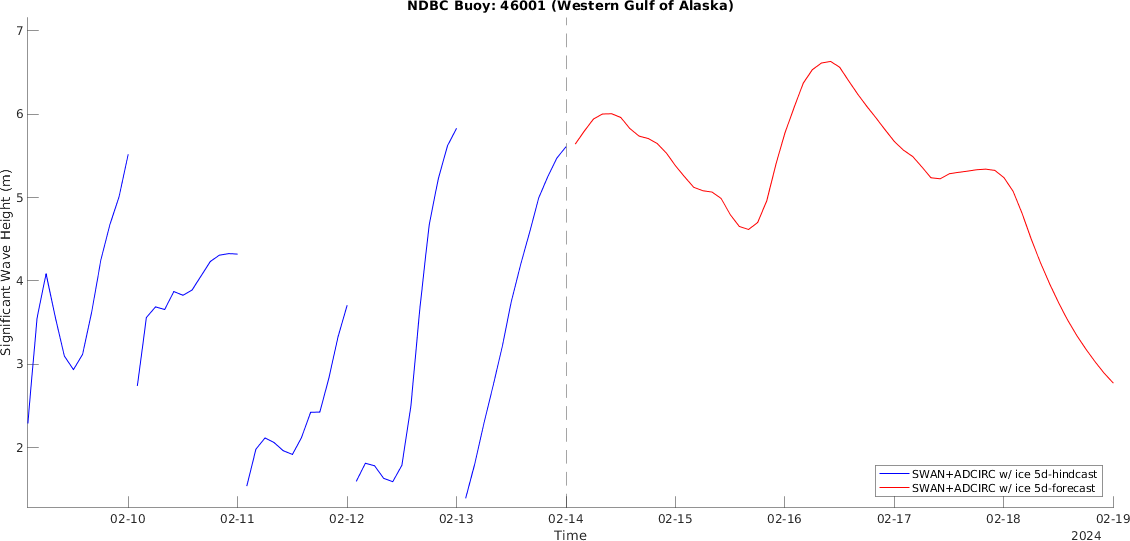 NDBC Buoy: 46001 (Western Gulf of Alaska)
7
6
5
4
3
2
Significant Wave Height (m)
SWAN+ADCIRC w/ ice 5d-hindcast
SWAN+ADCIRC w/ ice 5d-forecast
02-10 02-11 02-12 02-13 02-14 02-15 02-16 02-17 02-18 02-19
Time
2024